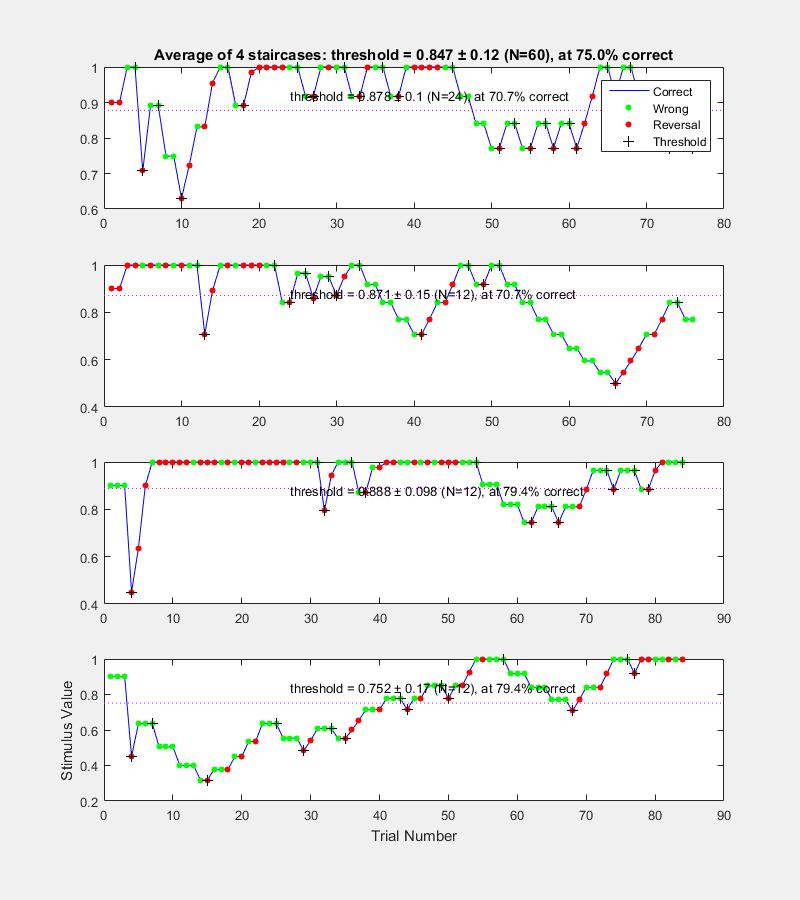 Average of 4 staircases: threshold = 0.847 ± 0.12 (N=60), at 75.0% correct
1
0.9
0.8
0.7
0.6
threshold = 0.878 ± 0.1 (N=24), at 70.7% correct
Correct
Wrong
Reversal
Threshold
0 10 20 30 40 50 60 70 80
1
0.8
0.6
0.4
threshold = 0.871 ± 0.15 (N=12), at 70.7% correct
0 10 20 30 40 50 60 70 80
1
0.8
0.6
0.4
threshold = 0.888 ± 0.098 (N=12), at 79.4% correct
0 10 20 30 40 50 60 70 80 90
Stimulus Value
1
0.8
0.6
0.4
0.2
threshold = 0.752 ± 0.17 (N=12), at 79.4% correct
0 10 20 30 40 50 60 70 80 90
Trial Number